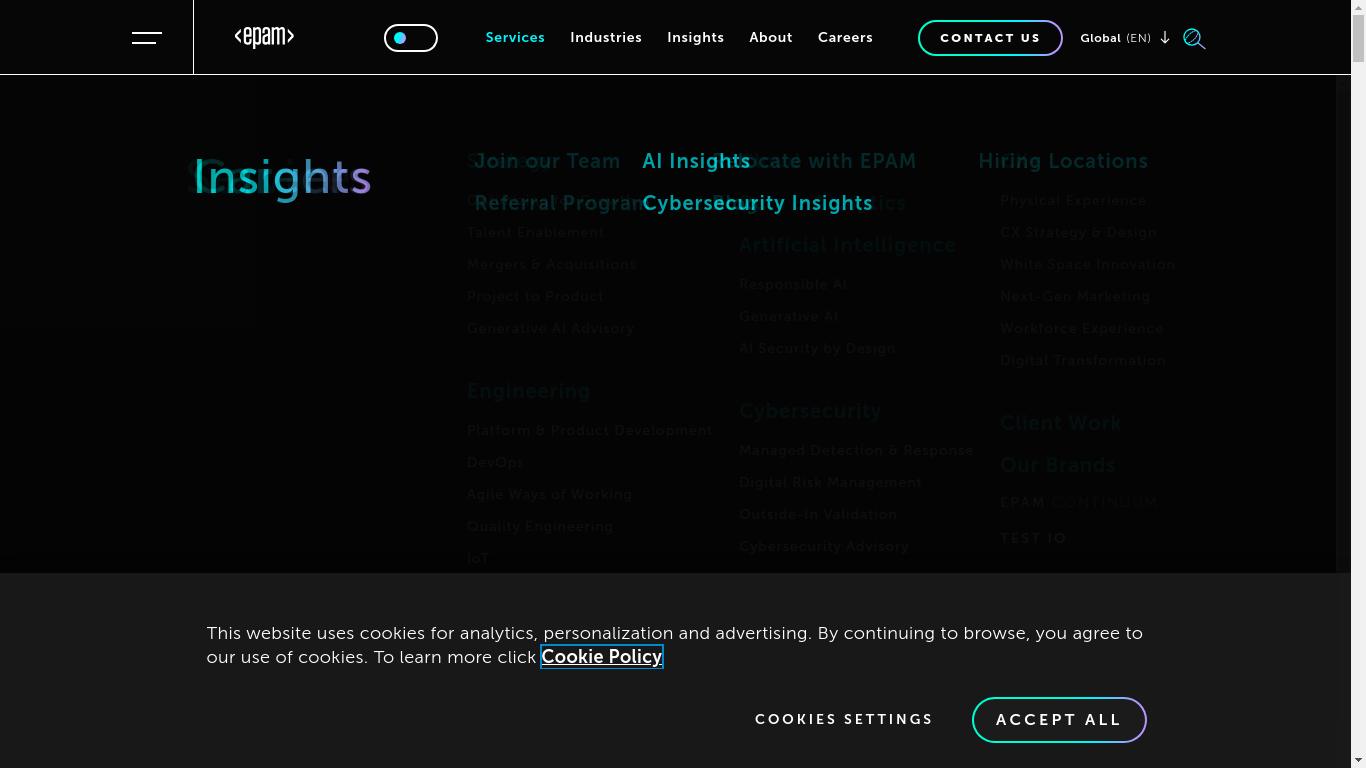 <epam>
Services Industries Insights About Careers
CONTACT US
Global (EN)
Insights
Join our Team
AI Insights
Relocate with EPAM
Hiring Locations
Referral Program
Cybersecurity Insights
Physical Experience
Talent Enablement
CX Strategy & Design
Artificial Intelligence
Mergers & Acquisitions
White Space Innovation
Responsible AI
Project to Product
Next-Gen Marketing
Generative AI
Generative AI Advisory
Workforce Experience
AI Security by Design
Digital Transformation
Engineering
Cybersecurity
Client Work
Platform & Product Development
Managed Detection & Response
DevOps
Our Brands
Digital Risk Management
Agile Ways of Working
EPAM CONTINUUM
Outside-In Validation
Quality Engineering
TEST IO
Cybersecurity Advisory
IoT
This website uses cookies for analytics, personalization and advertising. By continuing to browse, you agree to
our use of cookies. To learn more click Cookie Policy
COOKIES SETTINGS
ACCEPT ALL